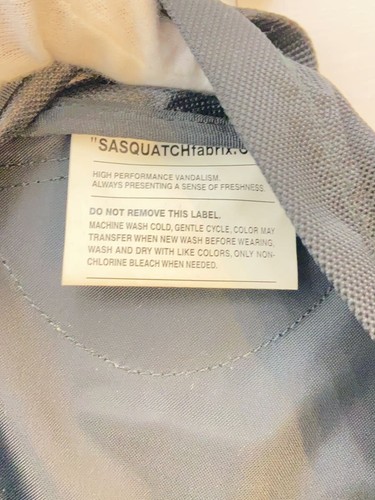 "SASQUATCHfabrix.
HIGH PERFORMANCE VANDALISM.
ALWAYS PRESENTING A SENSE OF FRESHNESS
DO NOT REMOVE THIS LABEL.
MACHINE WASH COLD, GENTLE CYCLE, COLOR MAY
TRANSFER WHEN NEW WASH BEFORE WEARING,
WASH AND DRY WITH LIKE COLORS, ONLY NON-
CHLORINE BLEACH WHEN NEEDED.